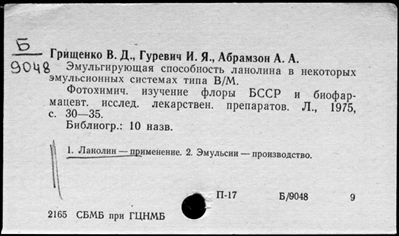 Б
9048
Грищенко В. Д., Гуревич И. Я., Абрамзон А. А.
Эмульгирующая способность ланолина в некоторых
эмульсионных системах типа В/М.
Фотохимич. изучение флоры БССР и биофар-
мацевт. исслед. лекарствен. препаратов. Л., 1975,
с. 30—35.
Библиогр.: 10 назв.
1. Ланолин — применение. 2. Эмульсии — производство.
П-17 Б/9048 9
2165 СБМБ при ГЦНМБ